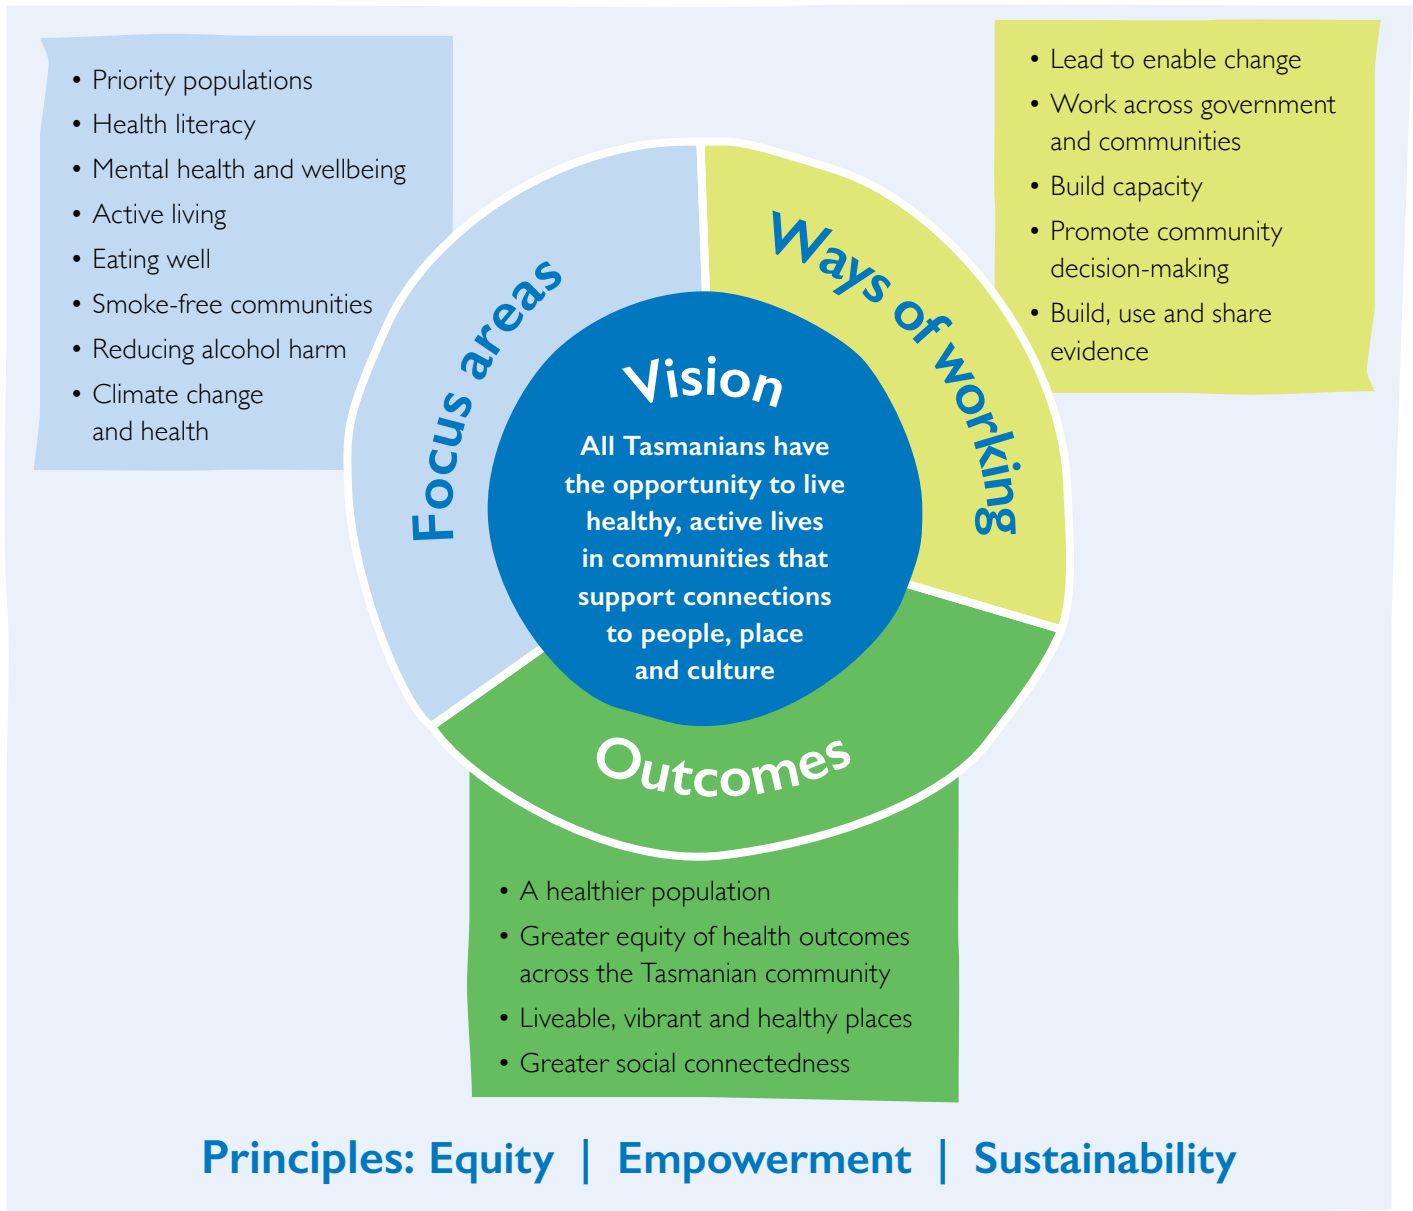 • Priority populations
• Health literacy
• Mental health and wellbeing
• Active living
• Eating well
• Smoke-free communities
• Reducing alcohol harm
• Climate change
and health
• Lead to enable change
• Work across government
and communities
• Build capacity
• Promote community
decision-making
• Build, use and share
evidence
Focus areas
Ways of working
Vision
All Tasmanians have
the opportunity to live
healthy, active lives
in communities that
support connections
to people, place
and culture
Outcomes
• A healthier population
• Greater equity of health outcomes
across the Tasmanian community
• Liveable, vibrant and healthy places
• Greater social connectedness
Principles: Equity | Empowerment | Sustainability